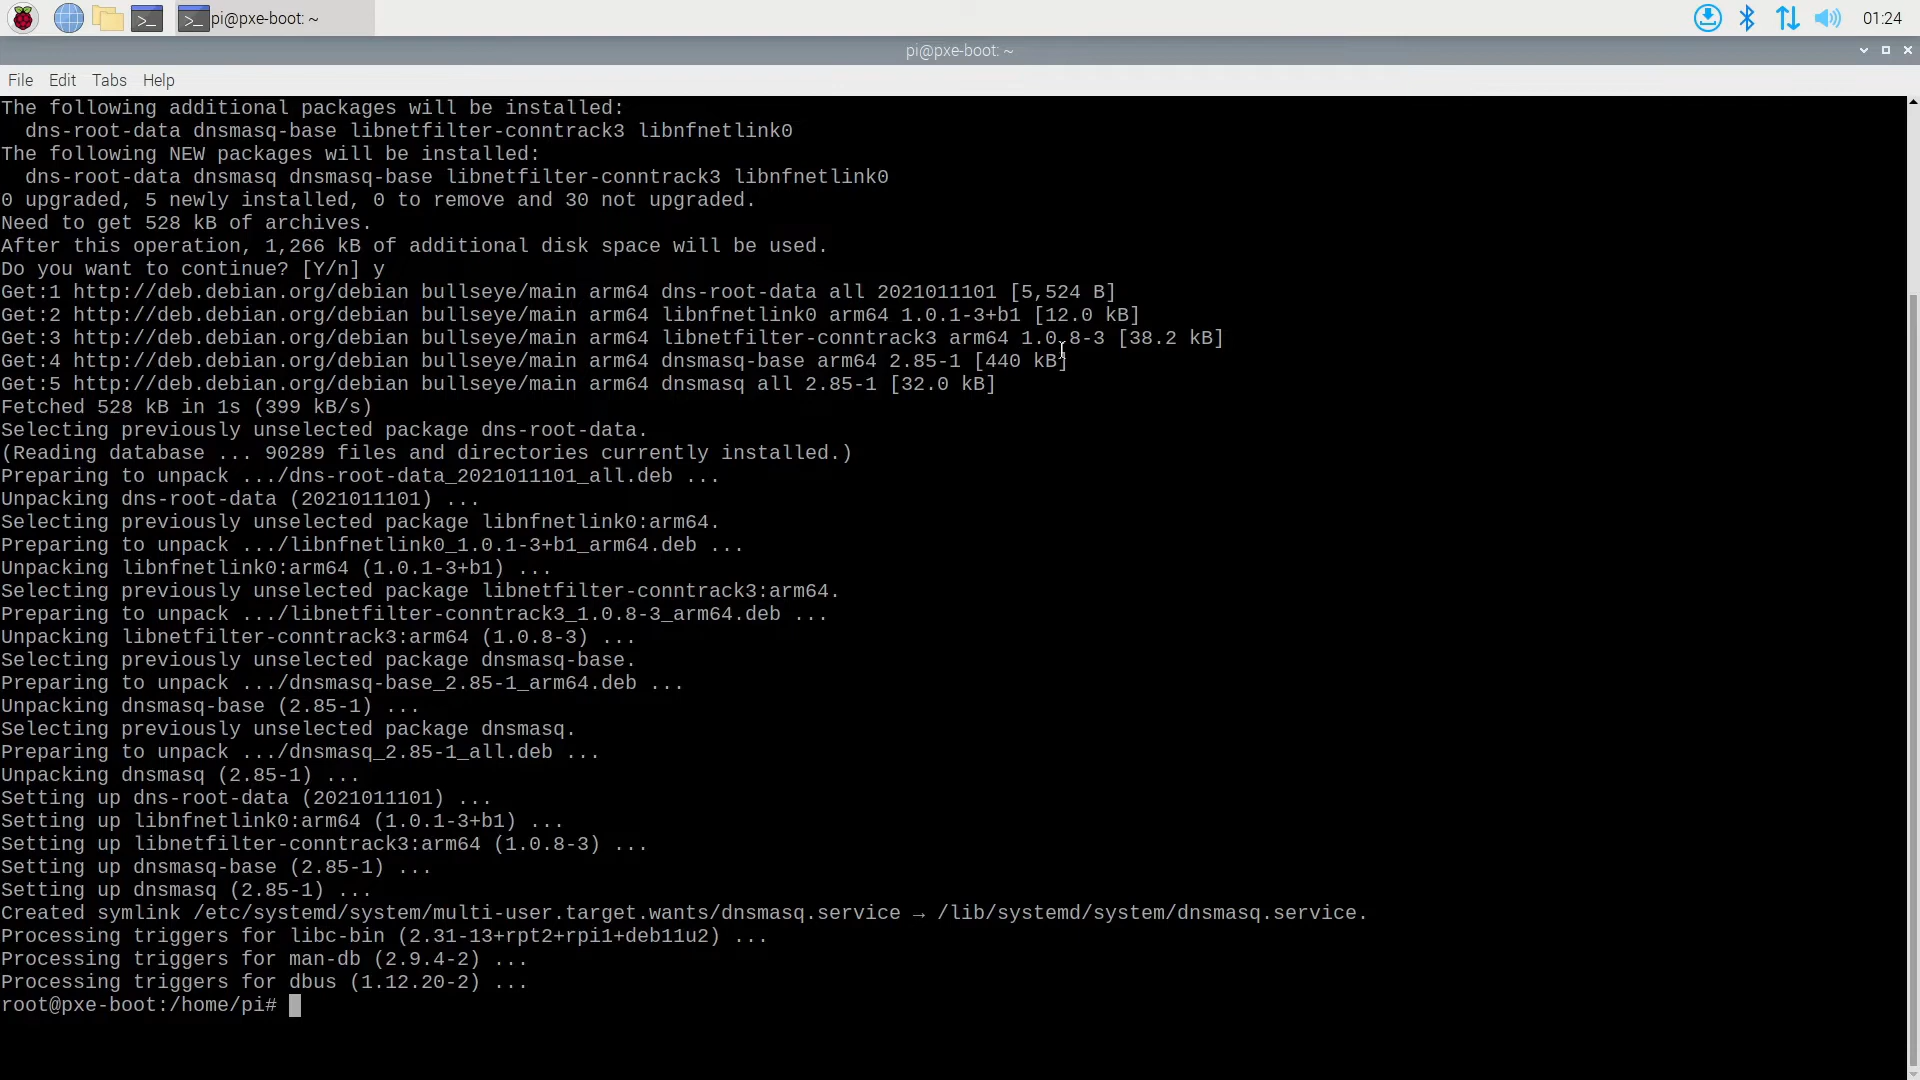 pi@pxe-boot: ~
01:24
pi@pxe-boot: ~
File Edit Tabs Help
The following additional packages will be installed:
dns-root-data dnsmasq-base libnetfilter-conntrack3 libnfnetlink0
The following NEW packages will be installed:
dns-root-data dnsmasq dnsmasq-base libnetfilter-conntrack3 libnfnetlink0
0 upgraded, 5 newly installed, 0 to remove and 30 not upgraded.
Need to get 528 kB of archives.
After this operation, 1,266 kB of additional disk space will be used.
Do you want to continue? [Y/n] y
Get:1 http://deb.debian.org/debian bullseye/main arm64 dns-root-data all 2021011101 [5,524 B]
Get:2 http://deb.debian.org/debian bullseye/main arm64 libnfnetlink0 arm64 1.0.1-3+b1 [12.0 kB]
Get:3 http://deb.debian.org/debian bullseye/main arm64 libnetfilter-conntrack3 arm64 1.0.8-3 [38.2 kB]
Get:4 http://deb.debian.org/debian bullseye/main arm64 dnsmasq-base arm64 2.85-1 [440 kB]
Get:5 http://deb.debian.org/debian bullseye/main arm64 dnsmasq all 2.85-1 [32.0 kB]
Fetched 528 kB in 1s (399 kB/s)
Selecting previously unselected package dns-root-data.
(Reading database ... 90289 files and directories currently installed.)
Preparing to unpack .../dns-root-data_2021011101_all.deb ...
Unpacking dns-root-data (2021011101) ...
Selecting previously unselected package libnfnetlink0:arm64.
Preparing to unpack .../libnfnetlink0_1.0.1-3+b1_arm64.deb ...
Unpacking libnfnetlink0:arm64 (1.0.1-3+b1) ...
Selecting previously unselected package libnetfilter-conntrack3:arm64.
Preparing to unpack .../libnetfilter-conntrack3_1.0.8-3_arm64.deb ...
Unpacking libnetfilter-conntrack3:arm64 (1.0.8-3) ...
Selecting previously unselected package dnsmasq-base.
Preparing to unpack .../dnsmasq-base_2.85-1_arm64.deb ...
Unpacking dnsmasq-base (2.85-1) ...
Selecting previously unselected package dnsmasq.
Preparing to unpack .../dnsmasq_2.85-1_all.deb ...
Unpacking dnsmasq (2.85-1) ...
Setting up dns-root-data (2021011101) ...
Setting up libnfnetlink0:arm64 (1.0.1-3+b1) ...
Setting up libnetfilter-conntrack3:arm64 (1.0.8-3) ...
Setting up dnsmasq-base (2.85-1) ...
Setting up dnsmasq (2.85-1) ...
Created symlink /etc/systemd/system/multi-user.target.wants/dnsmasq.service → /lib/systemd/system/dnsmasq.service.
Processing triggers for libc-bin (2.31-13+rpt2+rpi1+deb11u2) ...
Processing triggers for man-db (2.9.4-2) ...
Processing triggers for dbus (1.12.20-2) ...
root@pxe-boot:/home/pi#